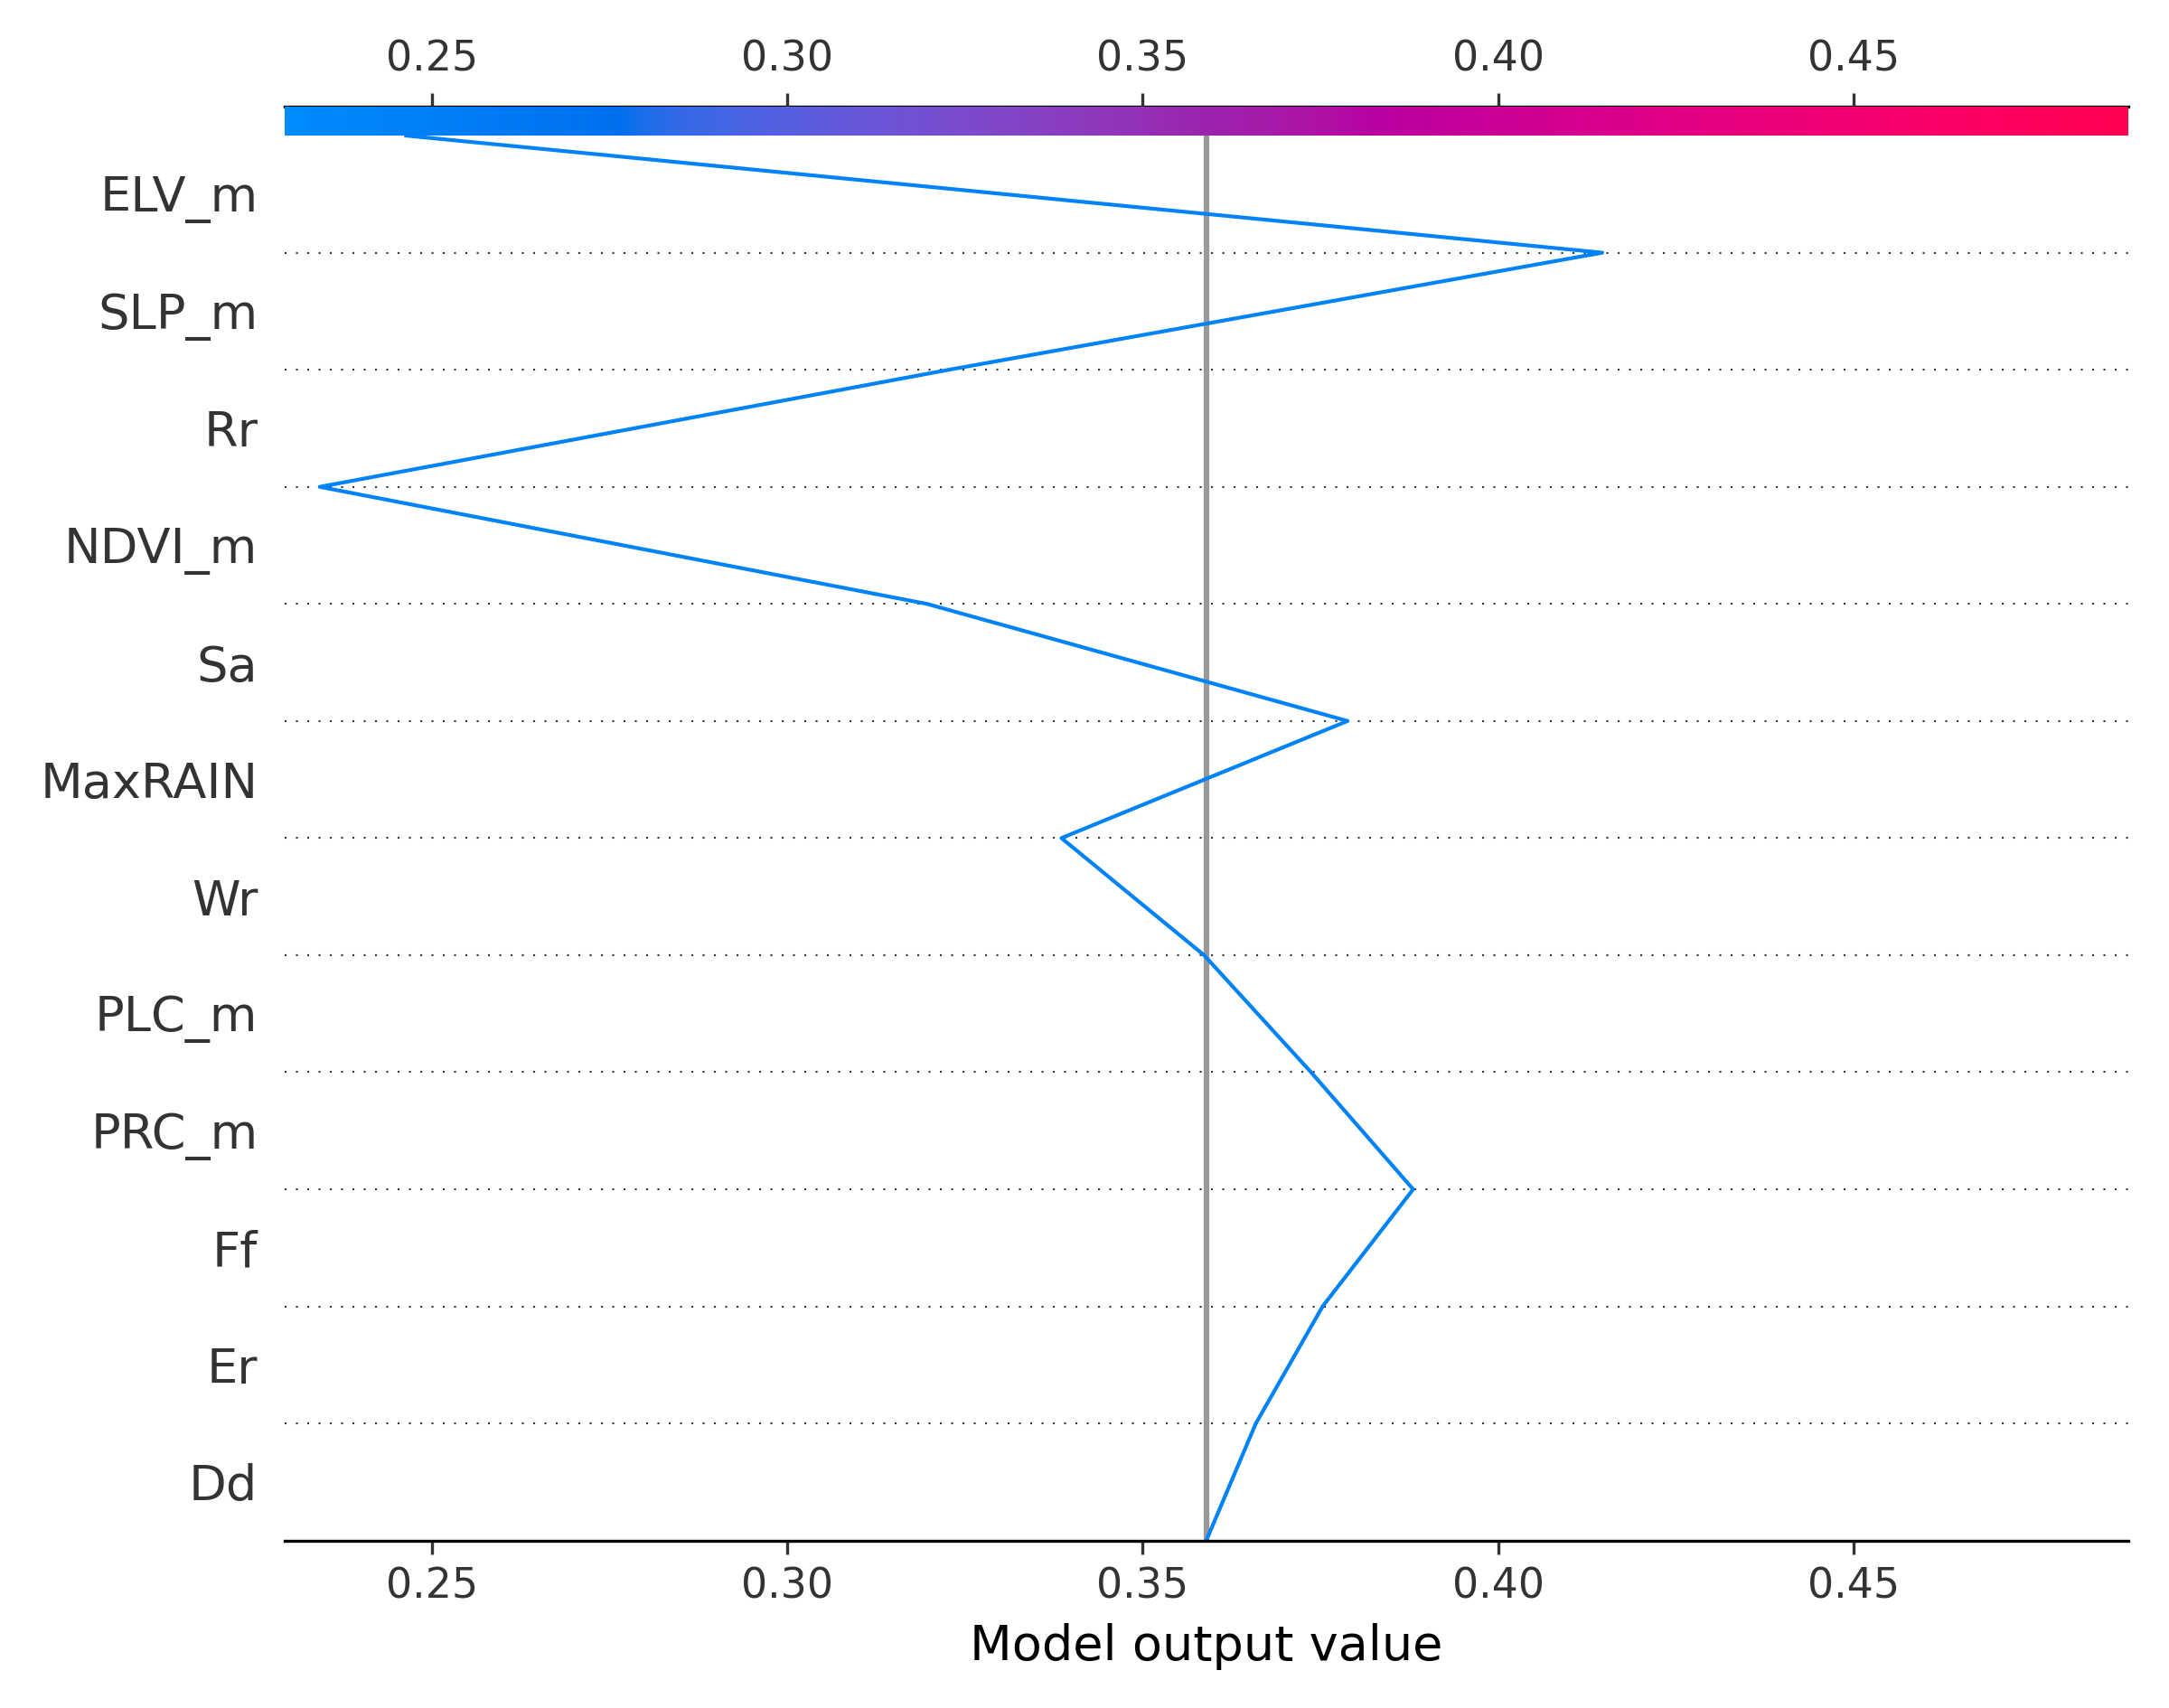 0.25 0.30 0.35 0.40 0.45
ELV_m
SLP_m
Rr
NDVI_m
Sa
MaxRAIN
Wr
PLC_m
PRC_m
Ff
Er
Dd
0.25 0.30 0.35 0.40 0.45
Model output value